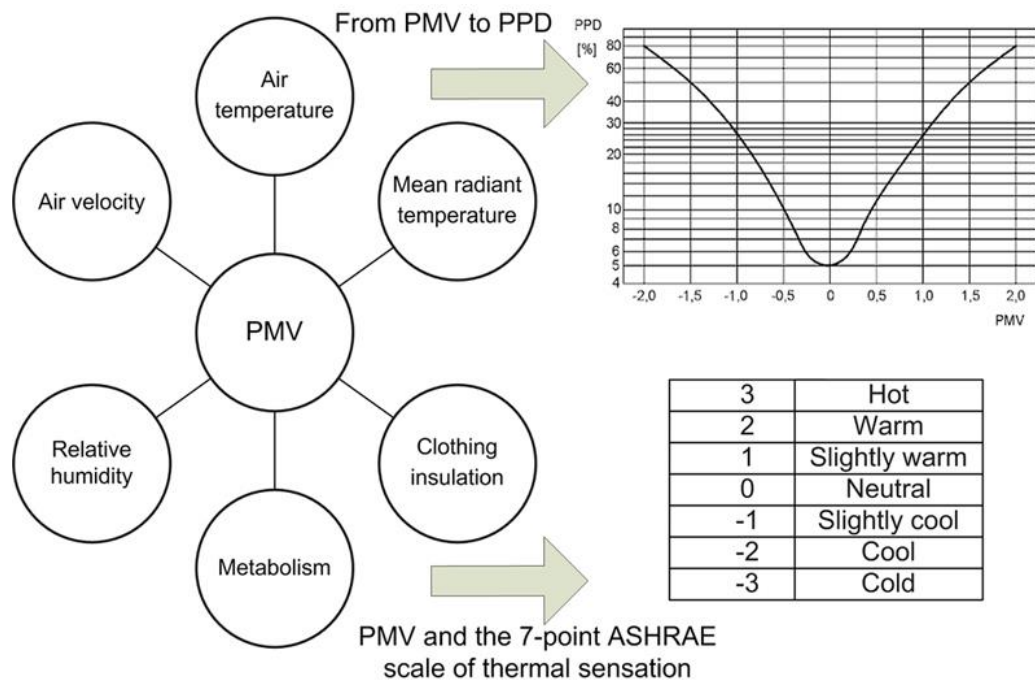 From PMV to PPD
PPD
[%]
80
60
40
30
20
10
8
6
5
4
-2,0 -1,5 -1,0 -0,5 0 0,5 1,0 1,5 2,0
PMV
Air
temperature
Air velocity
Mean radiant
temperature
PMV
Relative
humidity
Clothing
insulation
Metabolism
3 Hot
2 Warm
1 Slightly warm
0 Neutral
-1 Slightly cool
-2 Cool
-3 Cold
PMV and the 7-point ASHRAE
scale of thermal sensation